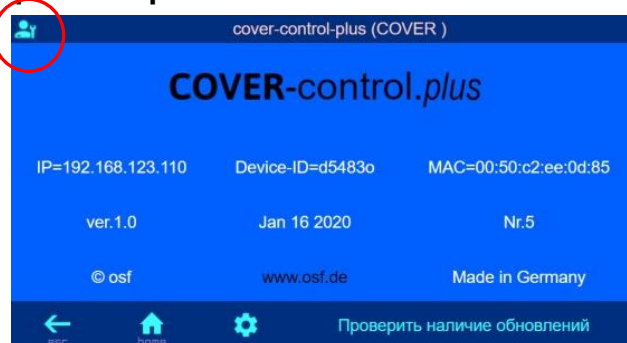 cover-control-plus (COVER )
COVER-control.plus
IP=192.168.123.110 Device-ID=d5483o MAC=00:50:c2:ee:0d:85
ver.1.0 Jan 16 2020 Nr.5
© osf www.osf.de Made in Germany
Проверить наличие обновлений
esc home